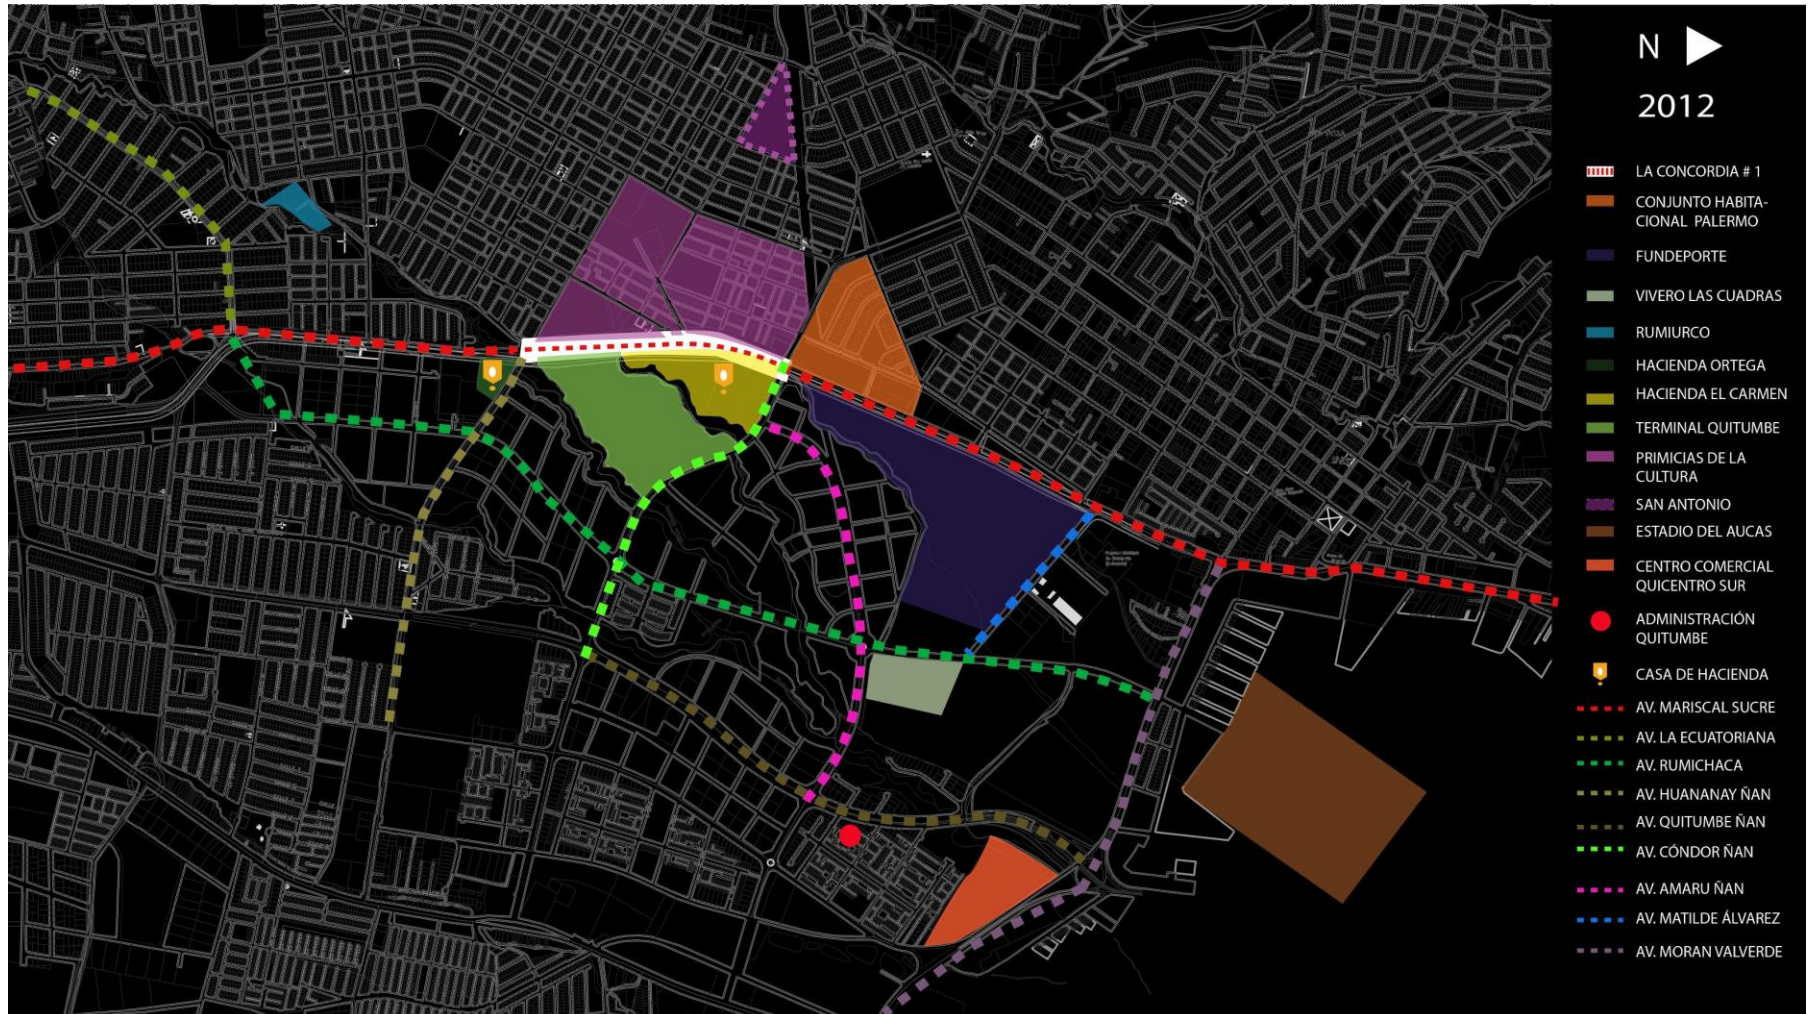 N
2012
LA CONCORDIA # 1
CONJUNTO HABITA-
CIONAL PALERMO
FUNDEPORTE
VIVERO LAS CUADRAS
RUMIURCO
HACIENDA ORTEGA
HACIENDA EL CARMEN
TERMINAL QUITUMBE
PRIMICIAS DE LA
CULTURA
SAN ANTONIO
ESTADIO DEL AUCAS
CENTRO COMERCIAL
QUICENTRO SUR
ADMINISTRACIÓN
QUITUMBE
CASA DE HACIENDA
AV. MARISCAL SUCRE
AV. LA ECUATORIANA
AV. RUMICHACA
AV. HUANANAY ÑAN
AV. QUITUMBE ÑAN
AV. CÓNDOR ÑAN
AV. AMARU ÑAN
AV. MATILDE ÁLVAREZ
AV. MORAN VALVERDE